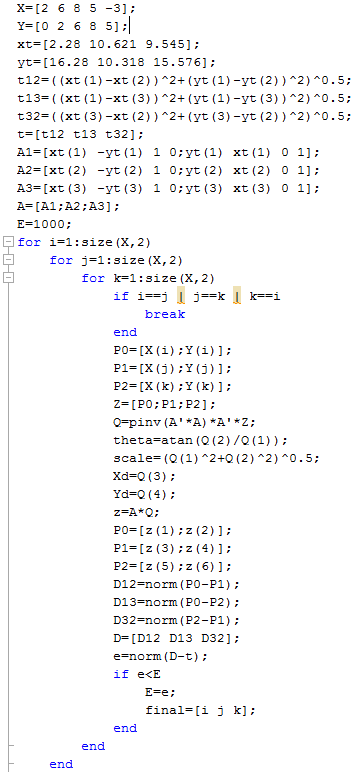 X=[2 6 8 5 -3];
Y=[0 2 6 8 5];
xt=[2.28 10.621 9.545];
yt=[16.28 10.318 15.576];
t12=((xt(1)-xt(2))^2+(yt(1)-yt(2))^2)^0.5;
t13=((xt(1)-xt(3))^2+(yt(1)-yt(3))^2)^0.5;
t32=((xt(3)-xt(2))^2+(yt(3)-yt(2))^2)^0.5;
t=[t12 t13 t32];
A1=[xt(1) -yt(1) 1 0;yt(1) xt(1) 0 1];
A2=[xt(2) -yt(2) 1 0;yt(2) xt(2) 0 1];
A3=[xt(3) -yt(3) 1 0;yt(3) xt(3) 0 1];
A=[A1;A2;A3];
E=1000;
for i=1:size(X,2)
    for j=1:size(X,2)
        for k=1:size(X,2)
            if i==j | j==k | k==i
                break
            end
            P0=[X(i);Y(i)];
            P1=[X(j);Y(j)];
            P2=[X(k);Y(k)];
            Z=[P0;P1;P2];
            Q=pinv(A'*A)*A'*Z;
            theta=atan(Q(2)/Q(1));
            scale=(Q(1)^2+Q(2)^2)^0.5;
            Xd=Q(3);
            Yd=Q(4);
            z=A*Q;
            P0=[z(1);z(2)];
            P1=[z(3);z(4)];
            P2=[z(5);z(6)];
            D12=norm(P0-P1);
            D13=norm(P0-P2);
            D32=norm(P2-P1);
            D=[D12 D13 D32];
            e=norm(D-t);
            if e<E
                E=e;
                final=[i j k];
            end
        end
    end